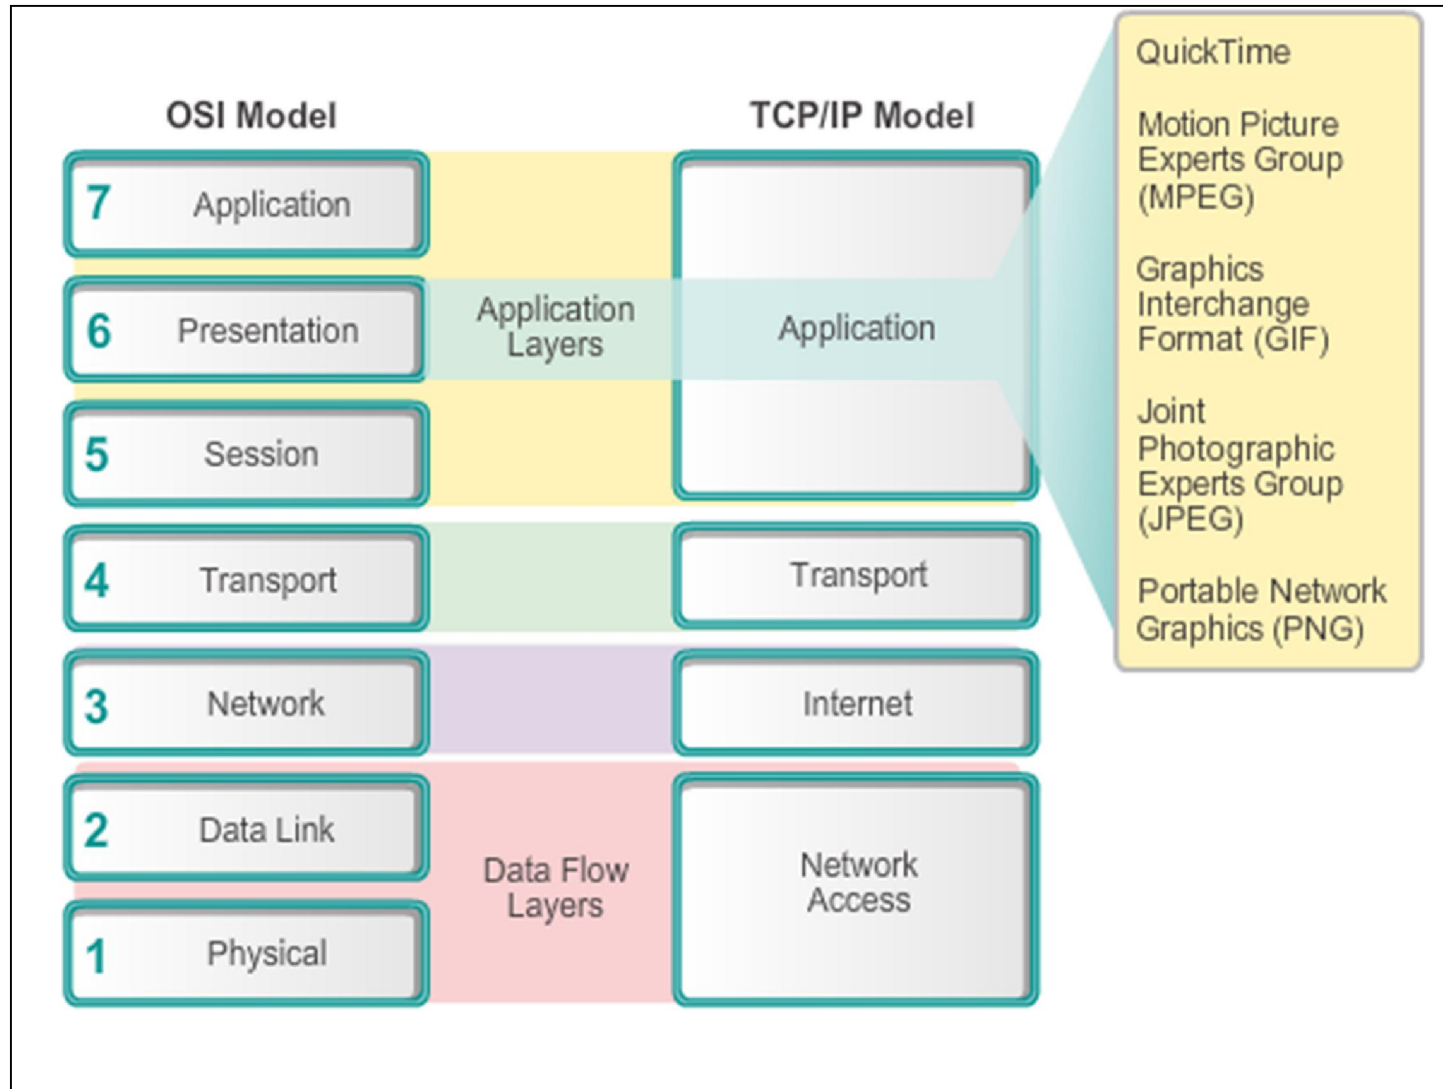 OSI Model
TCP/IP Model
7 Application
6 Presentation
5 Session
4 Transport
3 Network
2 Data Link
1 Physical
Application
Layers
Data Flow
Layers
Application
Transport
Internet
Network
Access
QuickTime
Motion Picture
Experts Group
(MPEG)
Graphics
Interchange
Format (GIF)
Joint
Photographic
Experts Group
(JPEG)
Portable Network
Graphics (PNG)